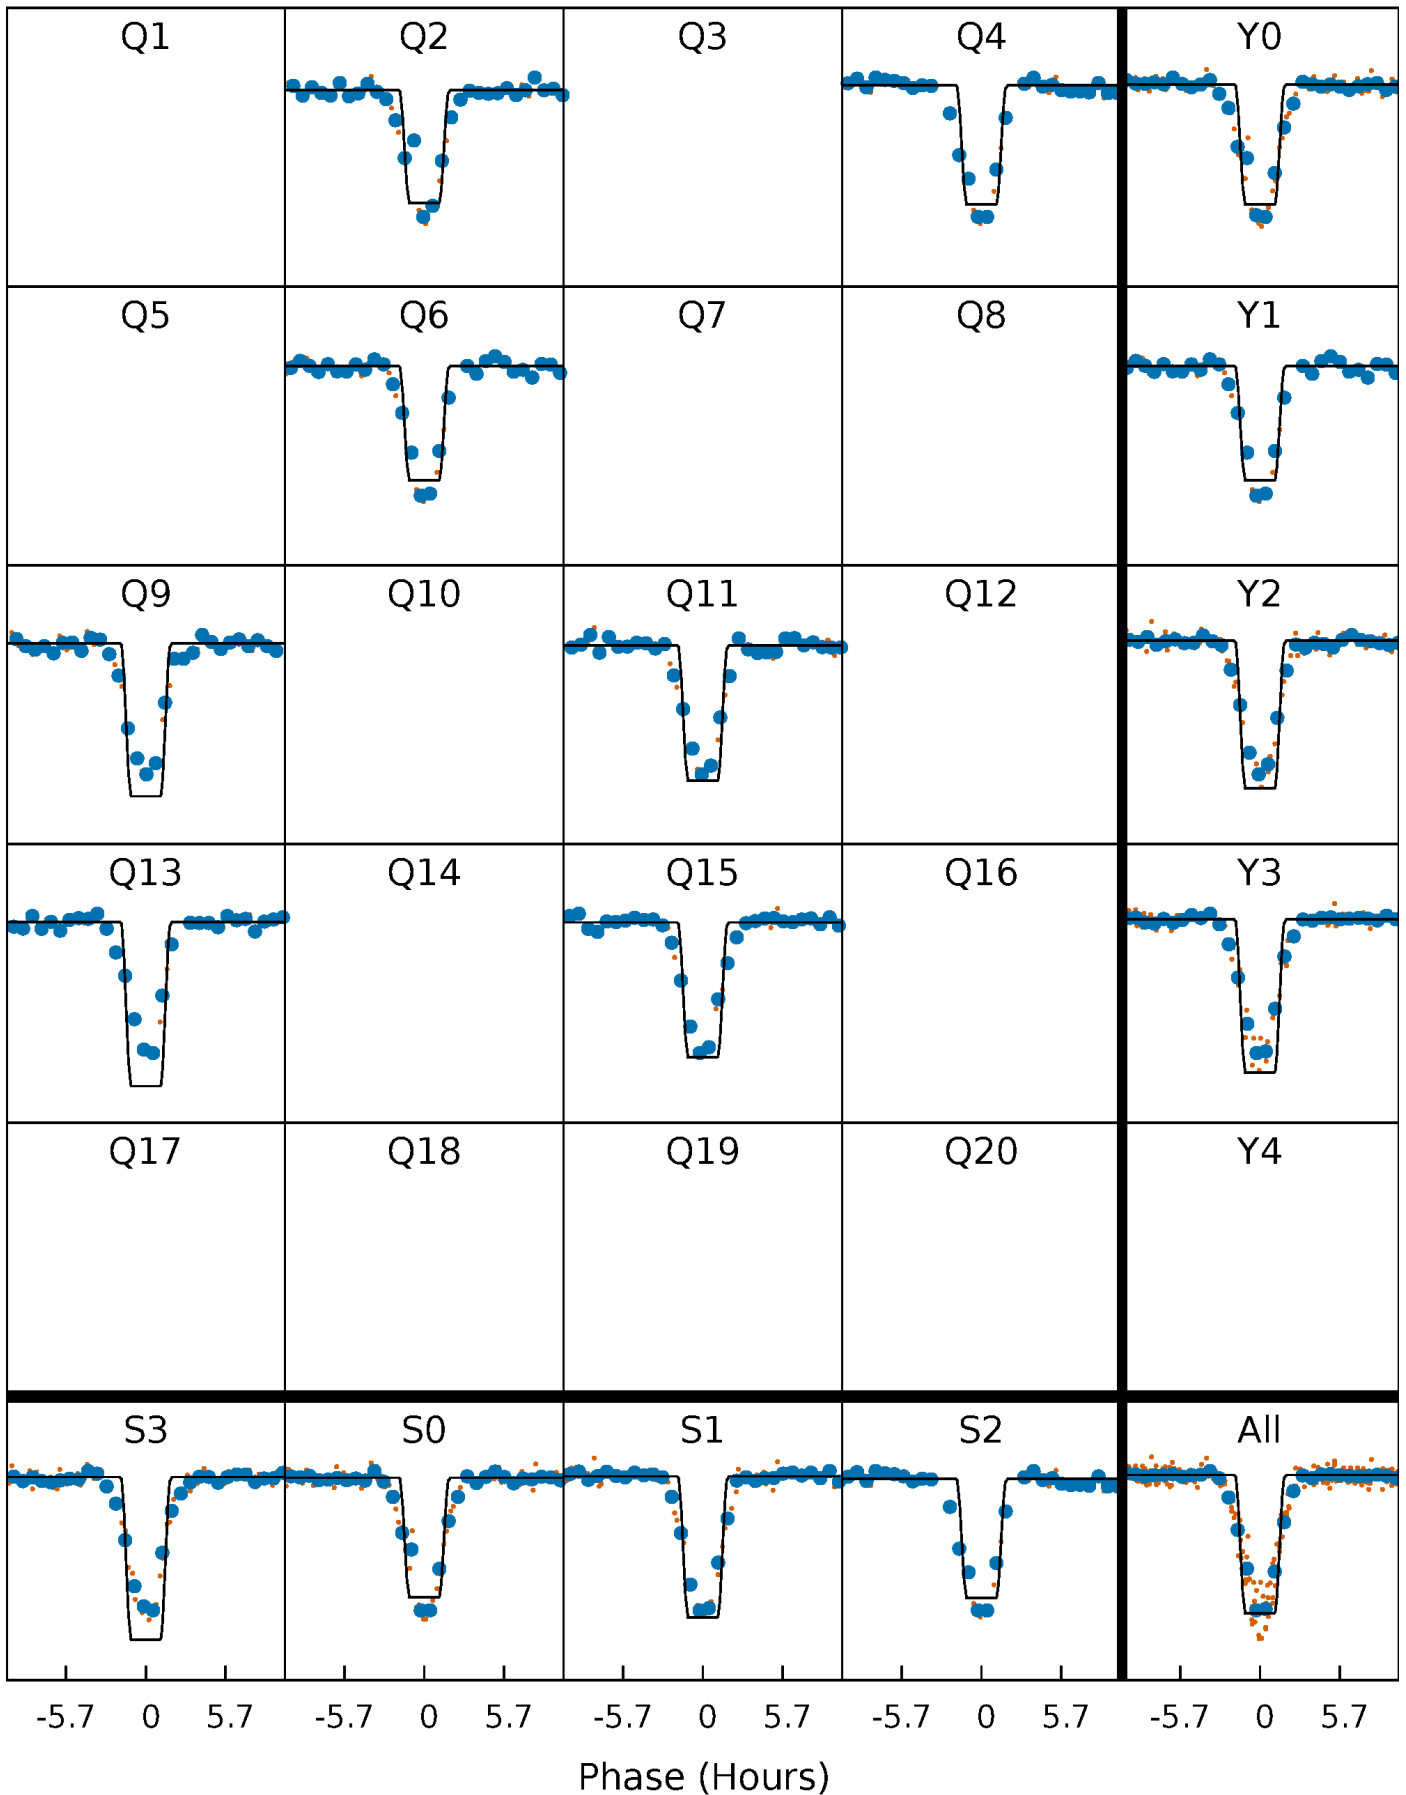 Q1 Q2 Q3 Q4 Y0
Q5 Q6 Q7 Q8 Y1
Q9 Q10 Q11 Q12 Y2
Q13 Q14 Q15 Q16 Y3
Q17 Q18 Q19 Q20 Y4
S3 S0 S1 S2 All
-5.7 0 5.7 -5.7 0 5.7 -5.7 0 5.7 -5.7 0 5.7 -5.7 0 5.7
Phase (Hours)